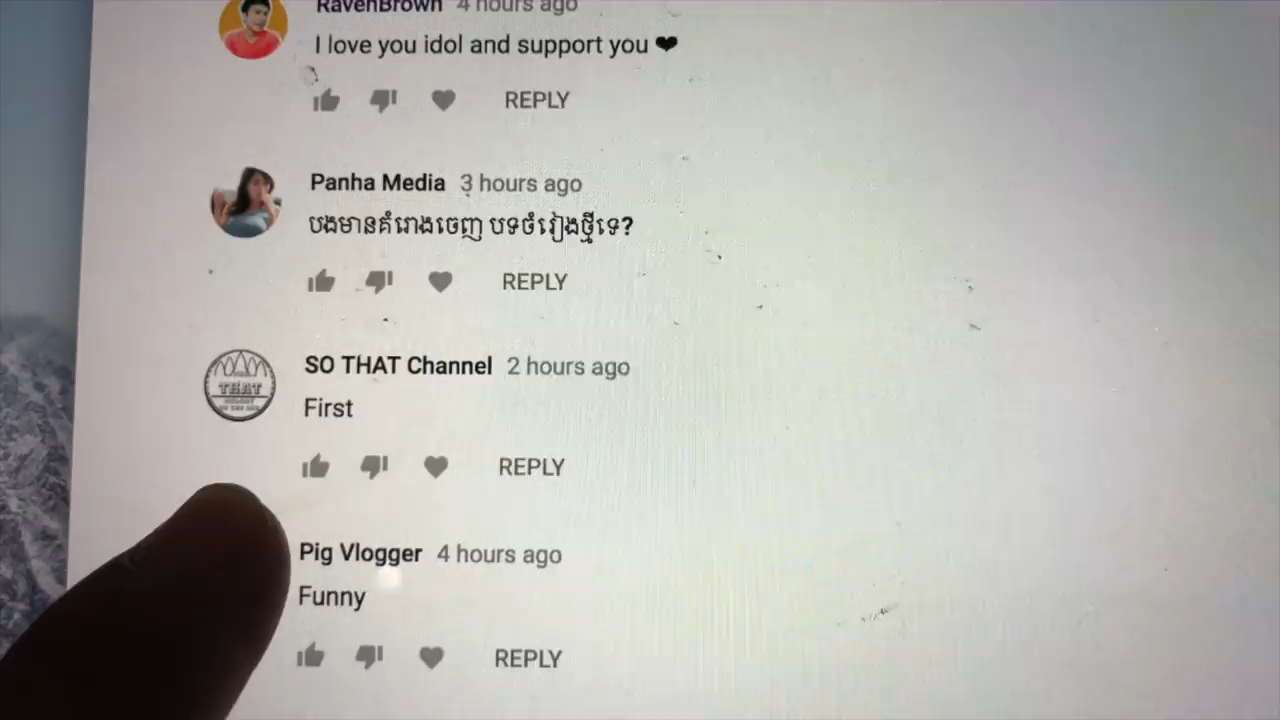 RavenBrown 4 hours ago
I love you idol and support you ❤
REPLY
Panha Media 3 hours ago
បងមានគំរោងចេញ បទចំរៀងថ្មីទេ?
REPLY
SO THAT Channel 2 hours ago
THAT
First
REPLY
Pig Vlogger 4 hours ago
Funny
REPLY